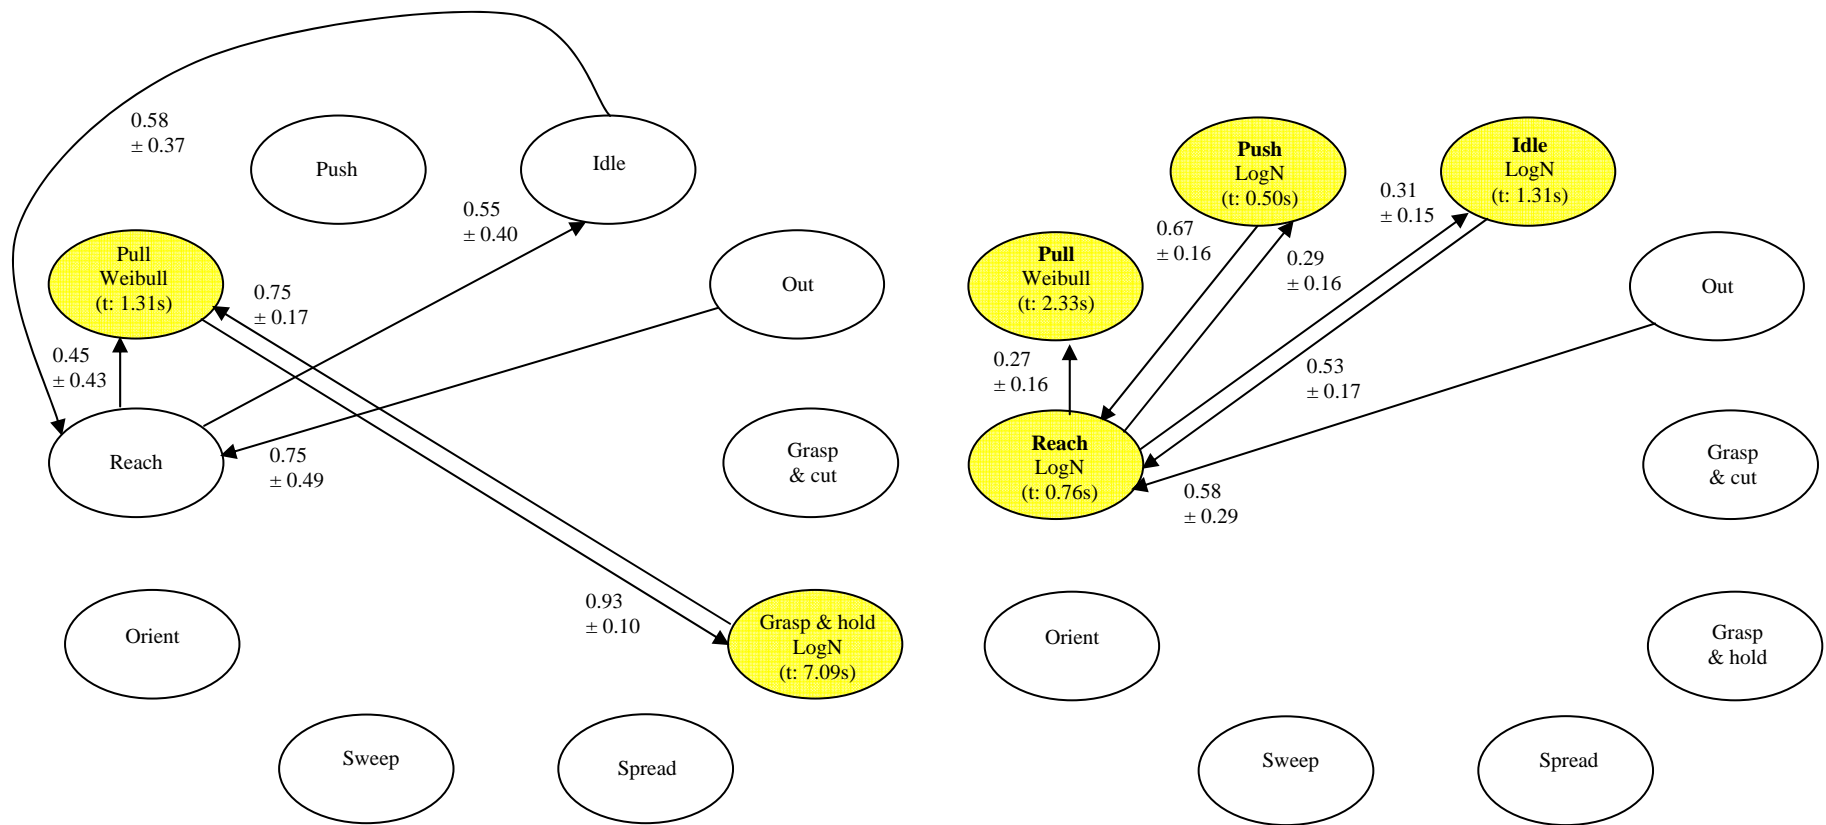 0.58
± 0.37
Push
Idle
0.55
± 0.40
Pull
Weibull
(t: 1.31s)
0.75
± 0.17
Out
0.45
± 0.43
Reach
0.75
± 0.49
Grasp
& cut
Orient
0.93
± 0.10
Grasp & hold
LogN
(t: 7.09s)
Sweep
Spread
Push
LogN
(t: 0.50s)
Idle
LogN
(t: 1.31s)
0.31
± 0.15
0.67
± 0.16
0.29
± 0.16
Pull
Weibull
(t: 2.33s)
Out
0.27
± 0.16
0.53
± 0.17
Reach
LogN
(t: 0.76s)
0.58
± 0.29
Grasp
& cut
Orient
Grasp
& hold
Sweep
Spread